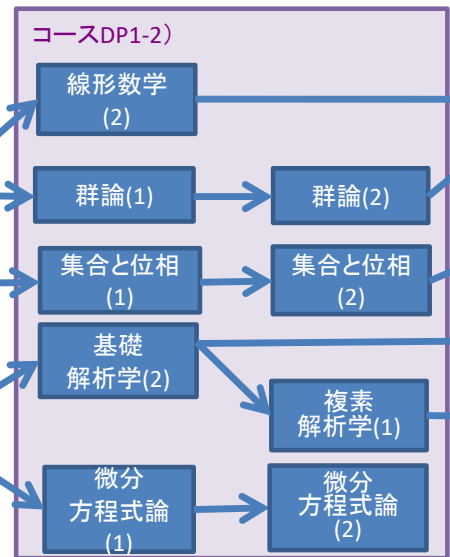 コースDP1-2）
線形数学
(2)
群論(1)
群論(2)
集合と位相
(1)
集合と位相
(2)
基礎
解析学(2)
複素
解析学(1)
微分
方程式論
(1)
微分
方程式論
(2)